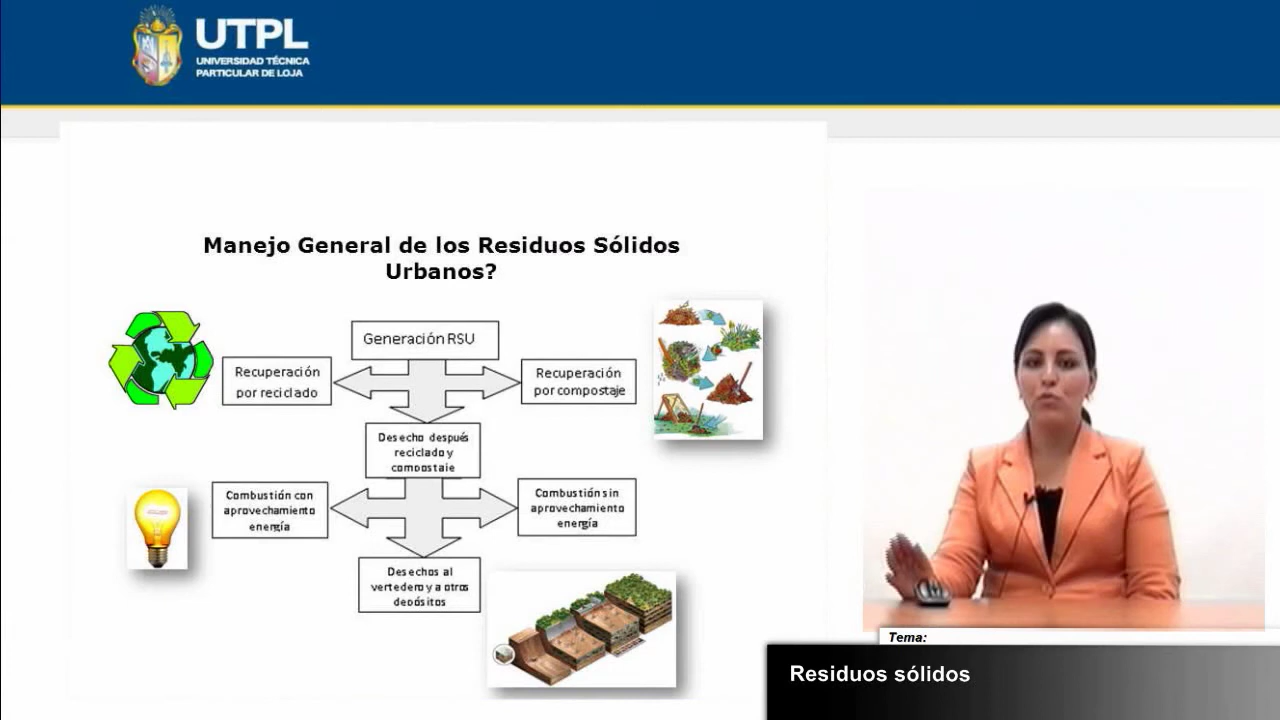 UTPL
UNIVERSIDAD TÉCNICA
PARTICULAR DE LOJA
Manejo General de los Residuos Sólidos
Urbanos?
Generación RSU
Recuperación
por reciclado
Recuperación
por compostaje
Desecho después
reciclado y
compostaje
Combustión con
aprovechamiento
energía
Combustión sin
aprovechamiento
energía
Desechos al
vertedero y a otros
depósitos
Tema:
Residuos sólidos